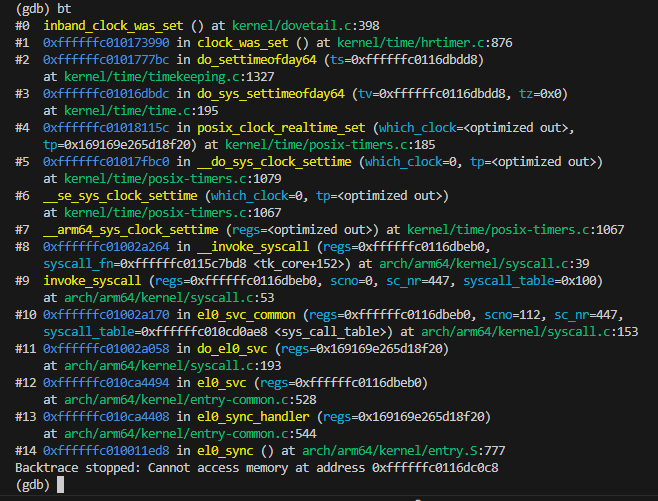 (gdb) bt
#0  inband_clock_was_set () at kernel/dovetail.c:398
#1  0xffffffc010173990 in clock_was_set () at kernel/time/hrtimer.c:876
#2  0xffffffc0101777bc in do_settimeofday64 (ts=0xffffffc0116dbdd8)
    at kernel/time/timekeeping.c:1327
#3  0xffffffc01016dbdc in do_sys_settimeofday64 (tv=0xffffffc0116dbdd8, tz=0x0)
    at kernel/time/time.c:195
#4  0xffffffc01018115c in posix_clock_realtime_set (which_clock=<optimized out>,
    tp=0x169169e265d18f20) at kernel/time/posix-timers.c:185
#5  0xffffffc01017fbc0 in __do_sys_clock_settime (which_clock=0, tp=<optimized out>)
    at kernel/time/posix-timers.c:1079
#6  __se_sys_clock_settime (which_clock=0, tp=<optimized out>)
    at kernel/time/posix-timers.c:1067
#7  __arm64_sys_clock_settime (regs=<optimized out>) at kernel/time/posix-timers.c:1067
#8  0xffffffc01002a264 in __invoke_syscall (regs=0xffffffc0116dbeb0,
    syscall_fn=0xffffffc0115c7bd8 <tk_core+152>) at arch/arm64/kernel/syscall.c:39
#9  invoke_syscall (regs=0xffffffc0116dbeb0, scno=0, sc_nr=447, syscall_table=0x100)
    at arch/arm64/kernel/syscall.c:53
#10 0xffffffc01002a170 in el0_svc_common (regs=0xffffffc0116dbeb0, scno=112, sc_nr=447,
    syscall_table=0xffffffc010cd0ae8 <sys_call_table>) at arch/arm64/kernel/syscall.c:153
#11 0xffffffc01002a058 in do_el0_svc (regs=0x169169e265d18f20)
    at arch/arm64/kernel/syscall.c:193
#12 0xffffffc010ca4494 in el0_svc (regs=0xffffffc0116dbeb0)
    at arch/arm64/kernel/entry-common.c:528
#13 0xffffffc010ca4408 in el0_sync_handler (regs=0x169169e265d18f20)
    at arch/arm64/kernel/entry-common.c:544
#14 0xffffffc010011ed8 in el0_sync () at arch/arm64/kernel/entry.S:777
Backtrace stopped: Cannot access memory at address 0xffffffc0116dc0c8
(gdb)